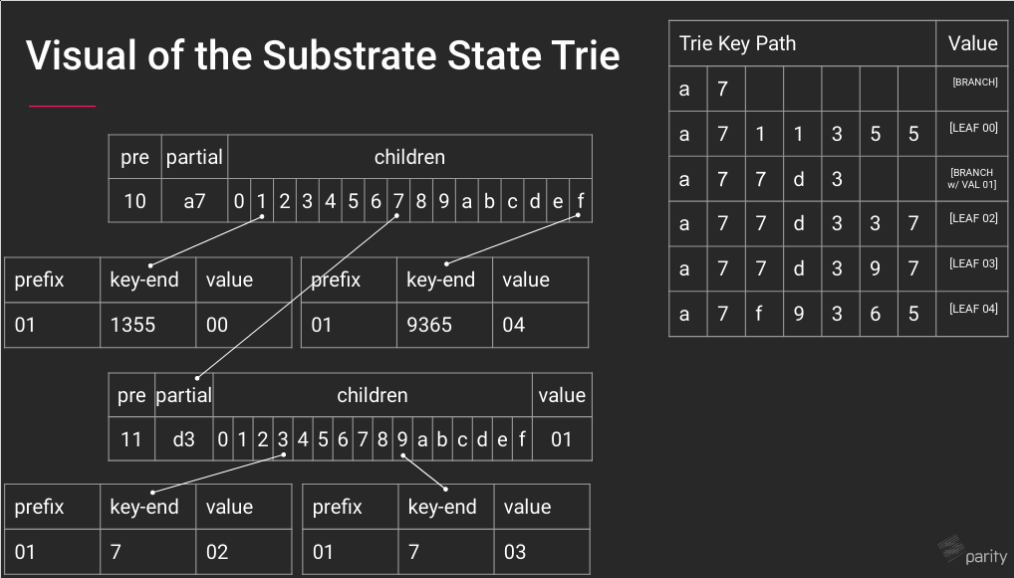 Visual of the Substrate State Trie
pre partial children
10 a7 0 1 2 3 4 5 6 7 8 9 a b c d e f
prefix key-end value
01 1355 00
prefix key-end value
01 9365 04
pre partial children value
11 d3 0 1 2 3 4 5 6 7 8 9 a b c d e f 01
prefix key-end value
01 7 02
prefix key-end value
01 7 03
Trie Key Path Value
a 7 [BRANCH]
a 7 1 1 3 5 5 [LEAF 00]
a 7 7 d 3 [BRANCH
w/ VAL 01]
a 7 7 d 3 3 7 [LEAF 02]
a 7 7 d 3 9 7 [LEAF 03]
a 7 f 9 3 6 5 [LEAF 04]
parity